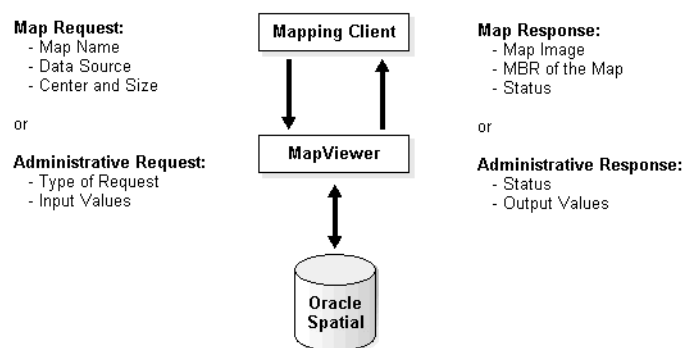 Map Request:
- Map Name
- Data Source
- Center and Size
or
Administrative Request:
- Type of Request
- Input Values
Mapping Client
MapViewer
Oracle
Spatial
Map Response:
- Map Image
- MBR of the Map
- Status
or
Administrative Response:
- Status
- Output Values